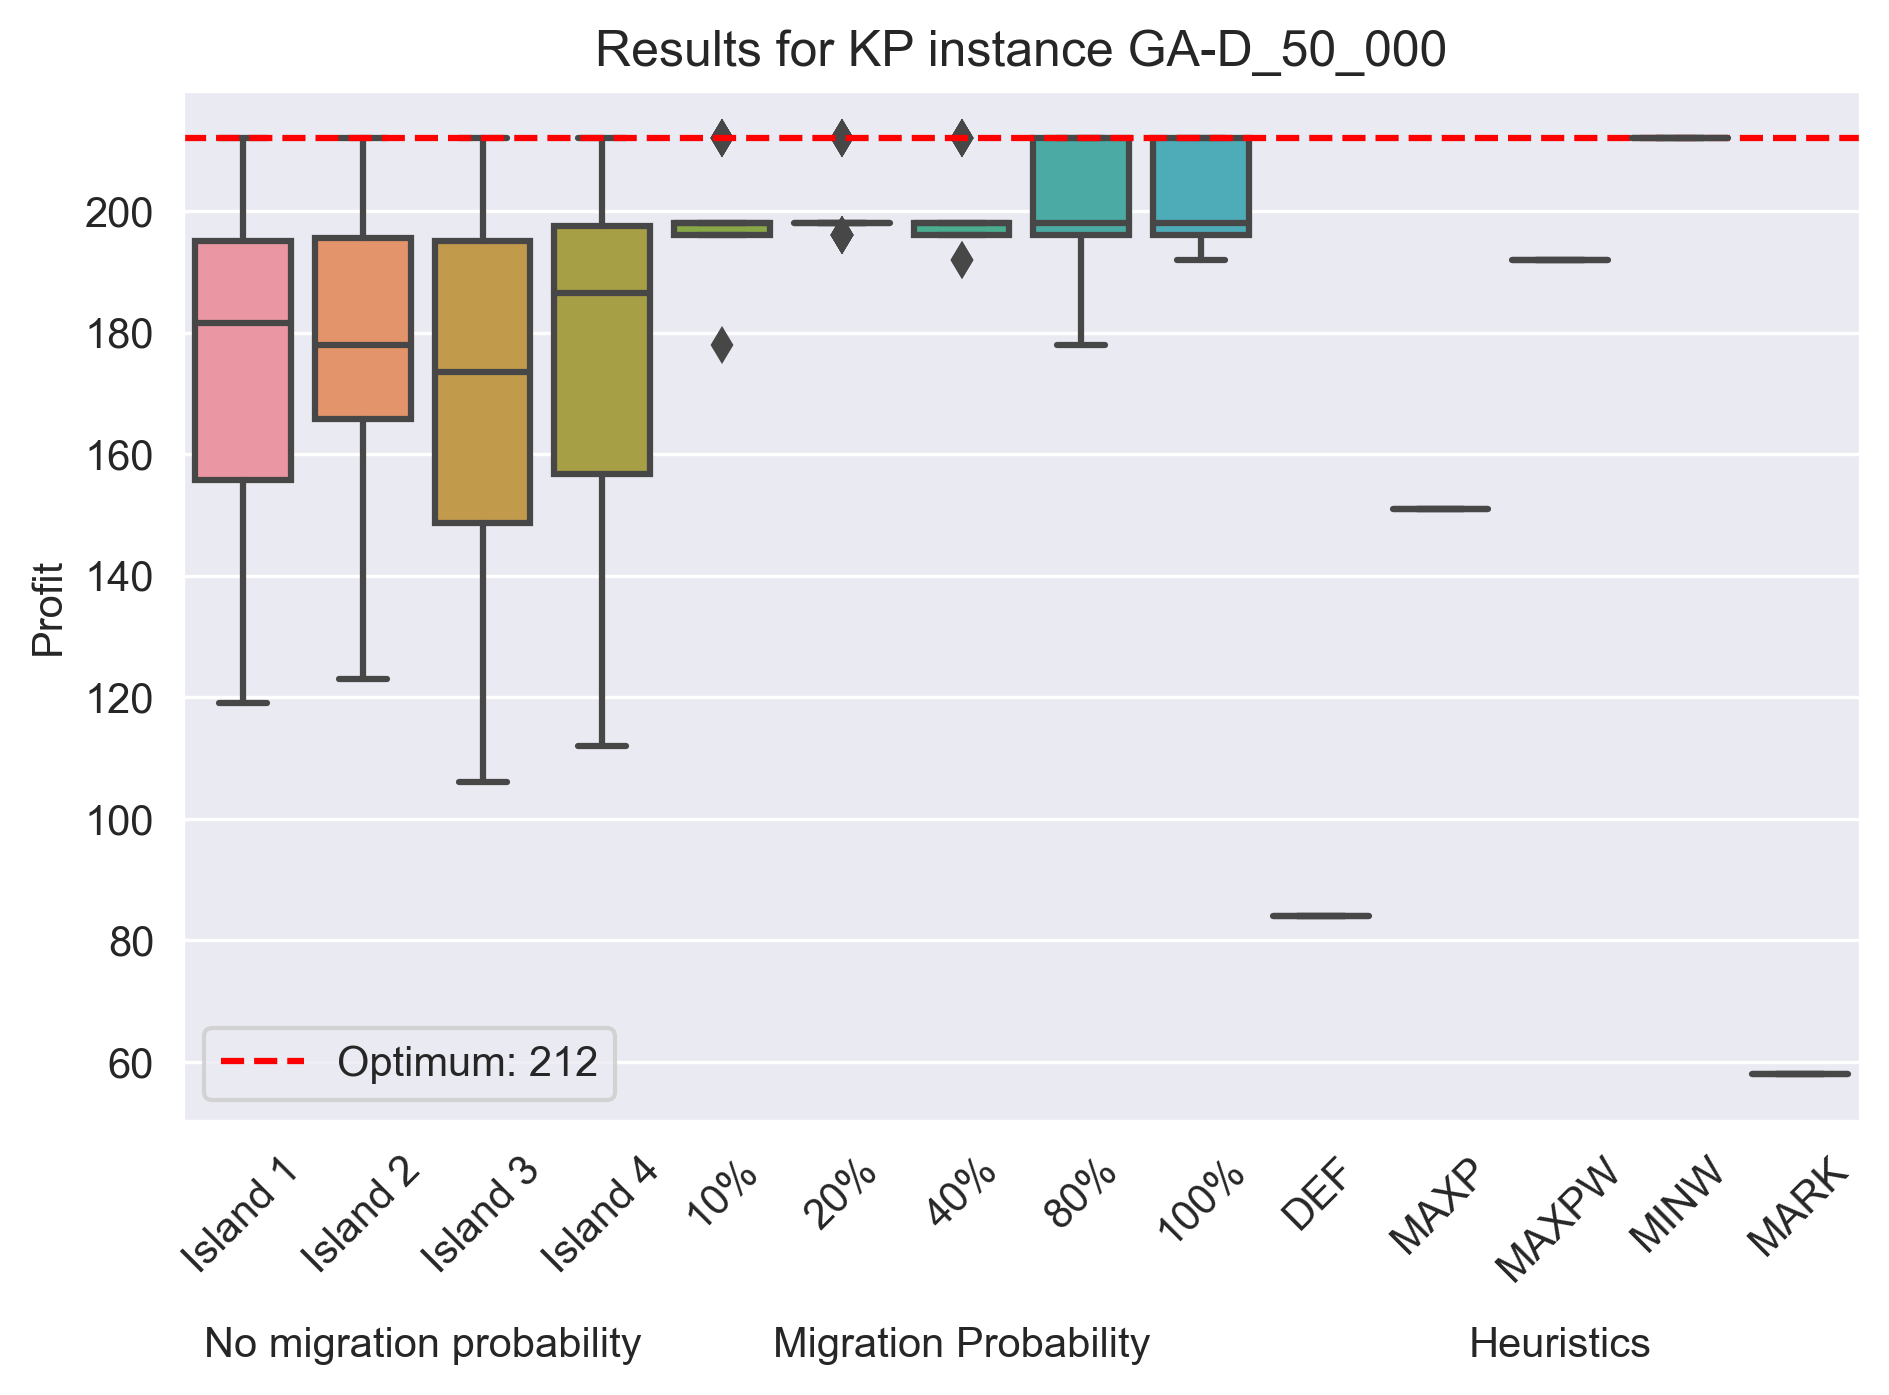 Results for KP instance GA-D_50_000
Profit
200
180
160
140
120
100
80
60
Optimum: 212
Island 1
Island 2
Island 3
Island 4
10%
20%
40%
80%
100%
DEF
MAXP
MAXPW
MINW
MARK
No migration probability
Migration Probability
Heuristics